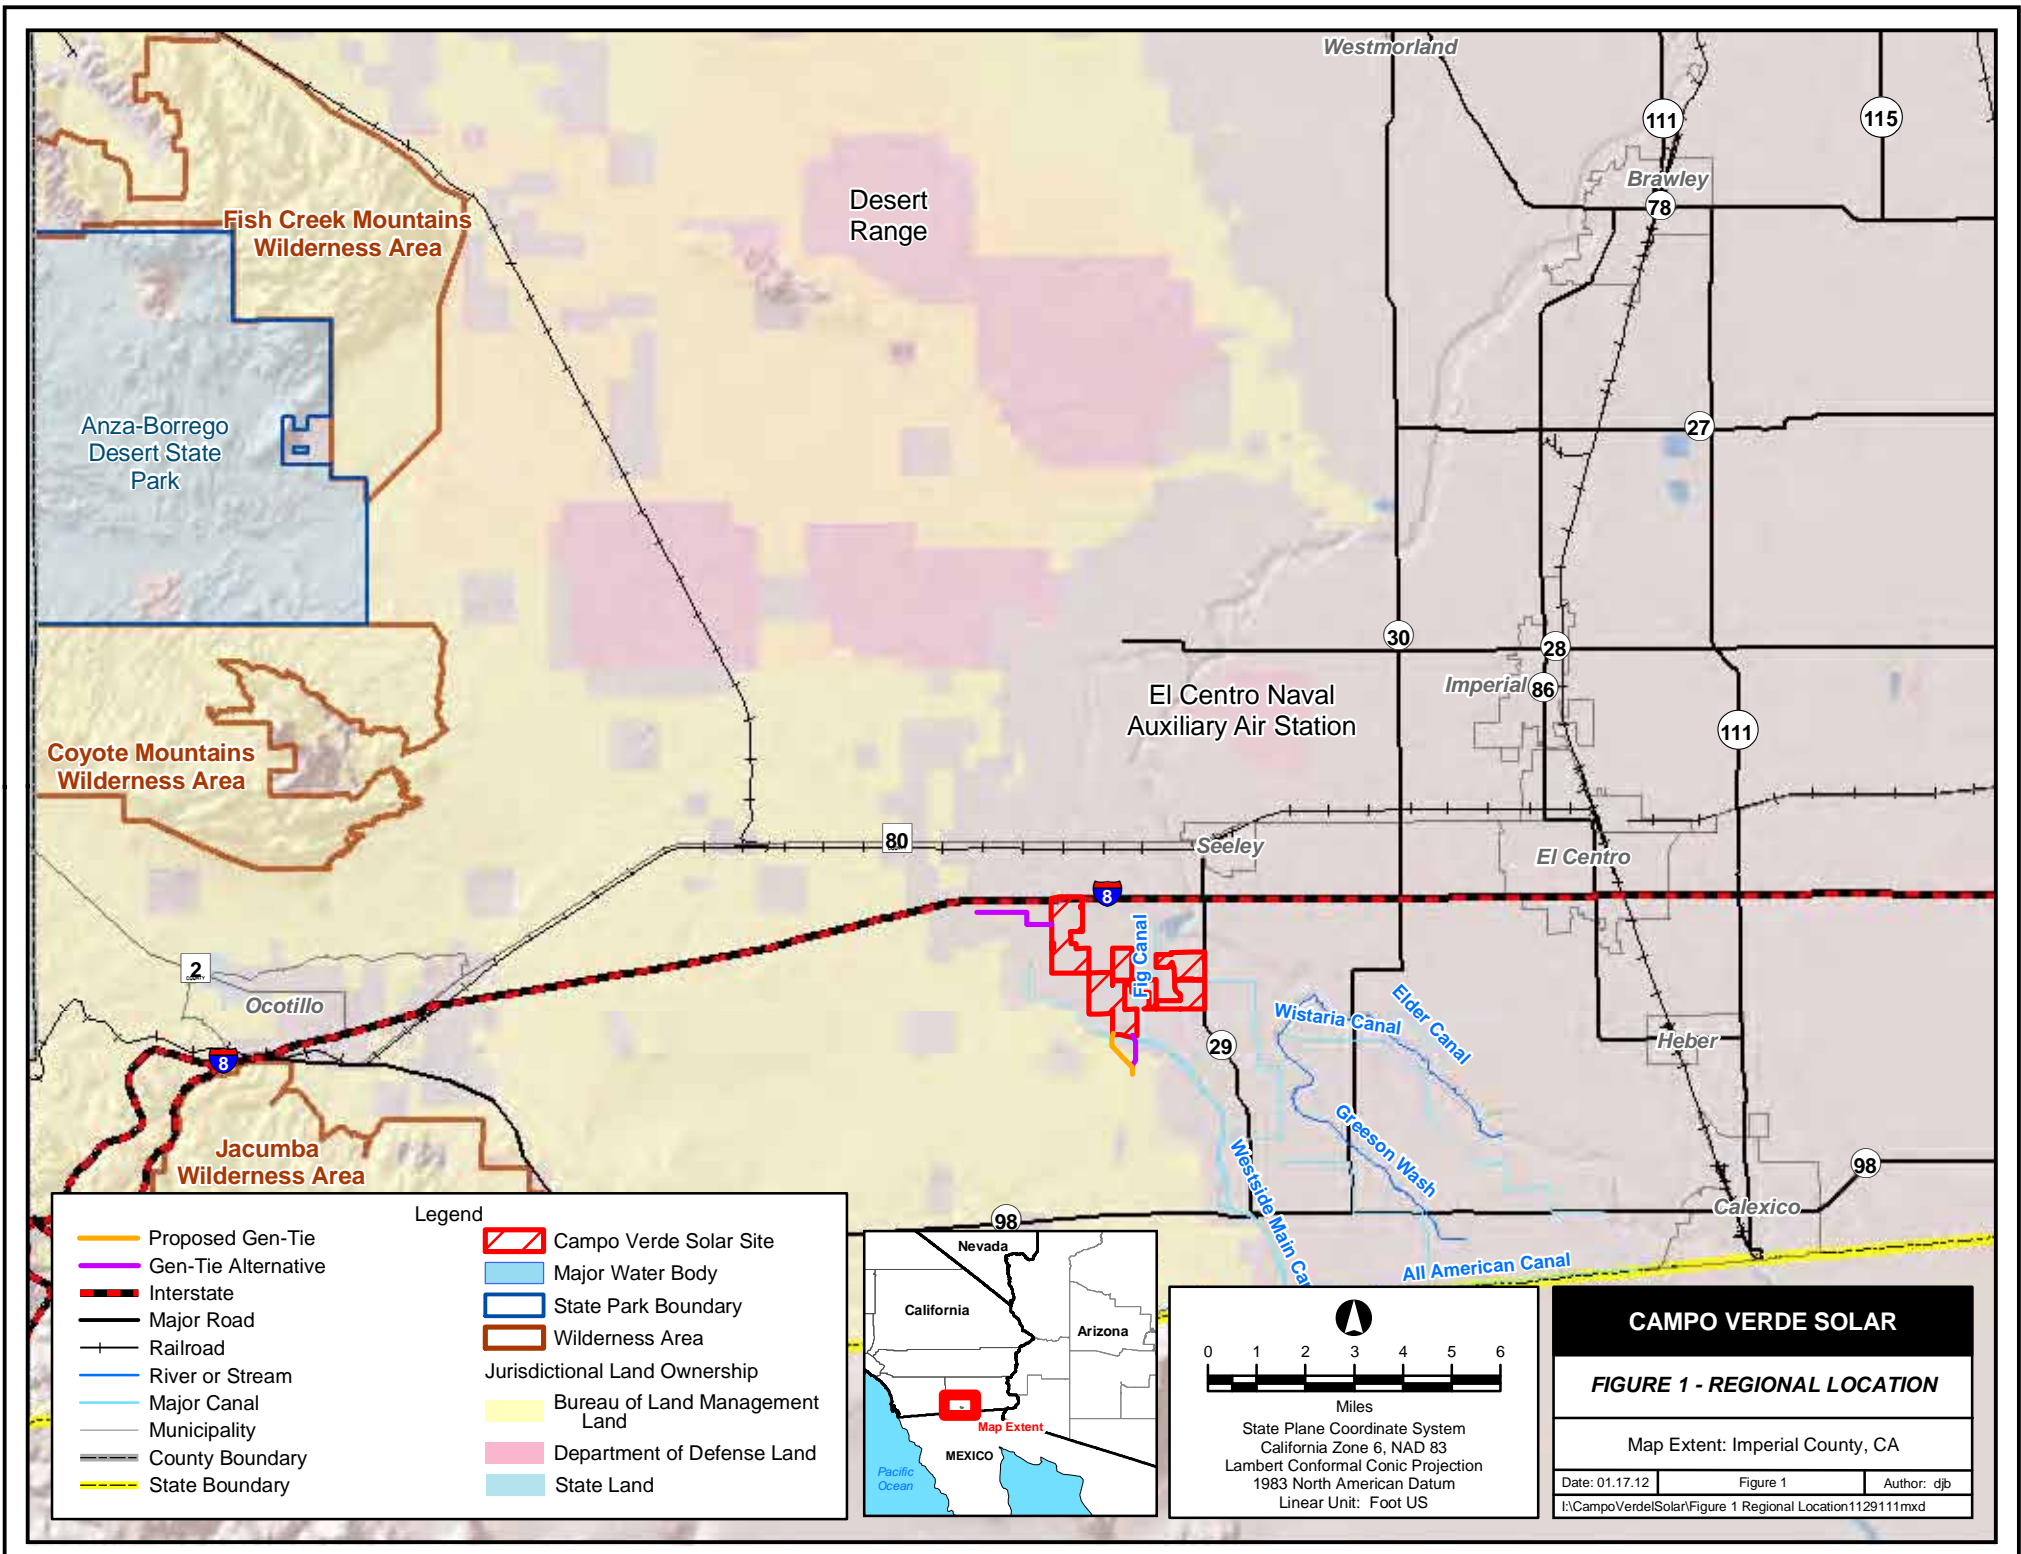 Westmorland
111
115
Brawley
78
Desert
Range
Fish Creek Mountains
Wilderness Area
Anza-Borrego
Desert State
Park
27
30
28
Imperial
86
El Centro Naval
Auxiliary Air Station
111
Coyote Mountains
Wilderness Area
80
Seeley
El Centro
8
Fig Canal
2
COUNTY
Ocotillo
Wistaria Canal
Elder Canal
29
Heber
8
Greeson Wash
Jacumba
Wilderness Area
Westside Main Ca
98
Calexico
98
All American Canal
Legend
Proposed Gen-Tie
Gen-Tie Alternative
Interstate
Major Road
Railroad
River or Stream
Major Canal
Municipality
County Boundary
State Boundary
Campo Verde Solar Site
Major Water Body
State Park Boundary
Wilderness Area
Jurisdictional Land Ownership
Bureau of Land Management
Land
Department of Defense Land
State Land
Nevada
California
Arizona
Map Extent
MEXICO
Pacific
Ocean
0 1 2 3 4 5 6
Miles
State Plane Coordinate System
California Zone 6, NAD 83
Lambert Conformal Conic Projection
1983 North American Datum
Linear Unit: Foot US
CAMPO VERDE SOLAR
FIGURE 1 - REGIONAL LOCATION
Map Extent: Imperial County, CA
Date: 01.17.12
Figure 1
Author: djb
I:\CampoVerdelSolar\Figure 1 Regional Location1129111mxd